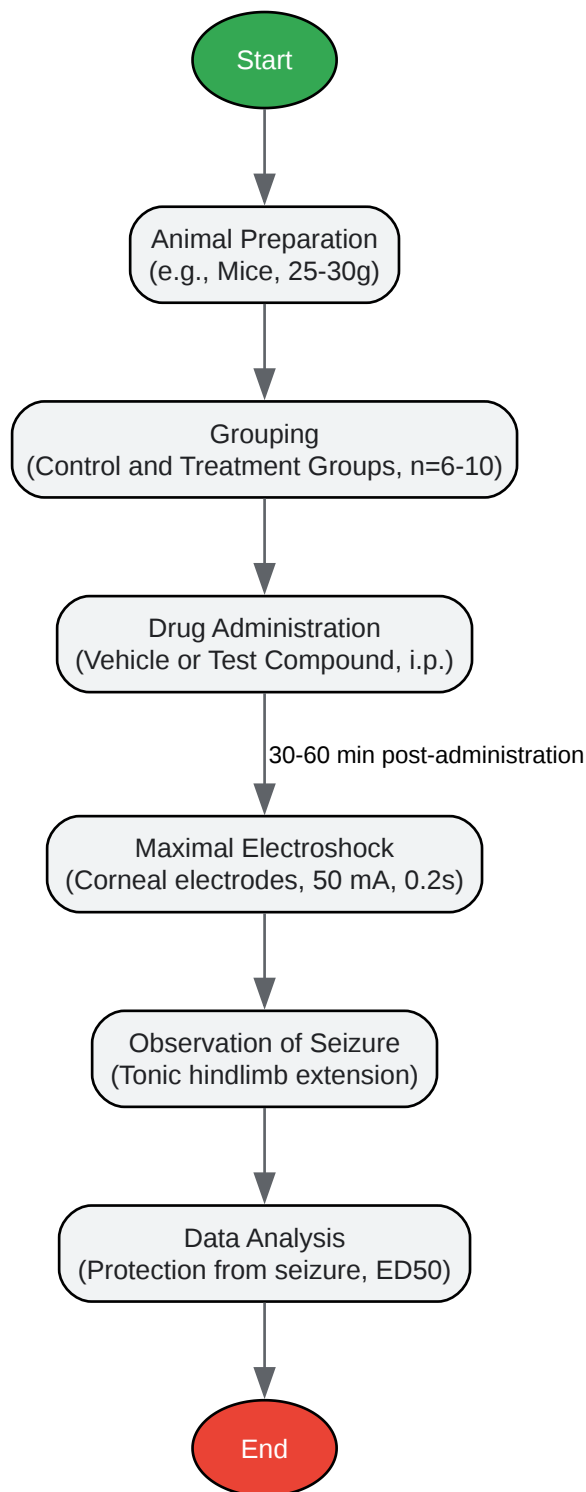 Start
Animal Preparation
(e.g., Mice, 25-30g)
Grouping
(Control and Treatment Groups, n=6-10)
Drug Administration
(Vehicle or Test Compound, i.p.)
30-60 min post-administration
Maximal Electroshock
(Corneal electrodes, 50 mA, 0.2s)
Observation of Seizure
(Tonic hindlimb extension)
Data Analysis
(Protection from seizure, ED50)
End